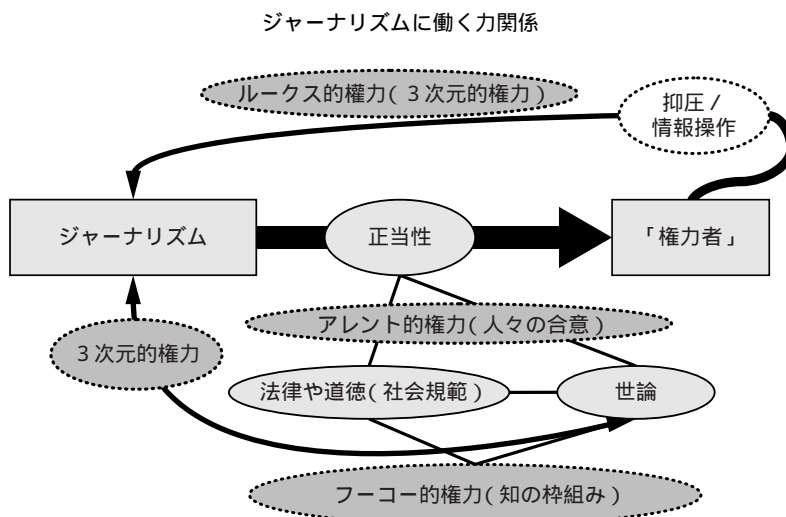 ジャーナリズムに働く力関係
ルークス的權力(3次元的権力)
抑圧/
情報操作
ジャーナリズム
正当性
「権力者」
アレント的権力(人々の合意)
3次元的権力
法律や道徳(社会規範)
世論
フーコー的権力(知の枠組み)